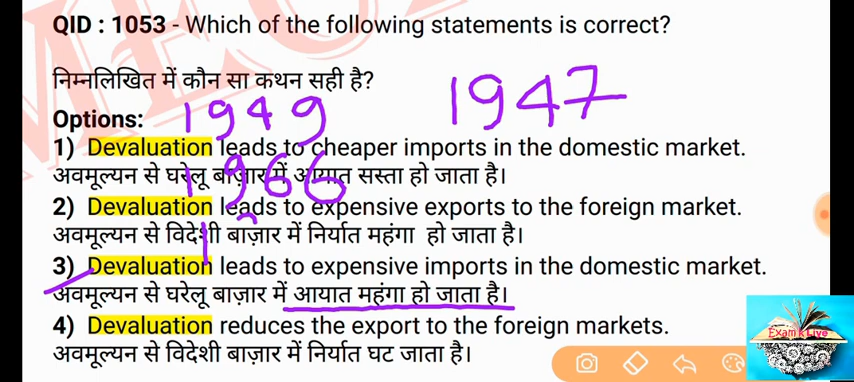 QID : 1053 - Which of the following statements is correct?
निम्नलिखित में कौन सा कथन सही है?
1947
1949
Options:
1) Devaluation leads to cheaper imports in the domestic market.
अवमूल्यन से घरेलू बाज़ार में आयात सस्ता हो जाता है।
1966
2) Devaluation leads to expensive exports to the foreign market.
अवमूल्यन से विदेशी बाज़ार में निर्यात महंगा हो जाता है।
3) Devaluation leads to expensive imports in the domestic market.
अवमूल्यन से घरेलू बाज़ार में आयात महंगा हो जाता है।
4) Devaluation reduces the export to the foreign markets.
अवमूल्यन से विदेशी बाज़ार में निर्यात घट जाता है।
Exam k Live